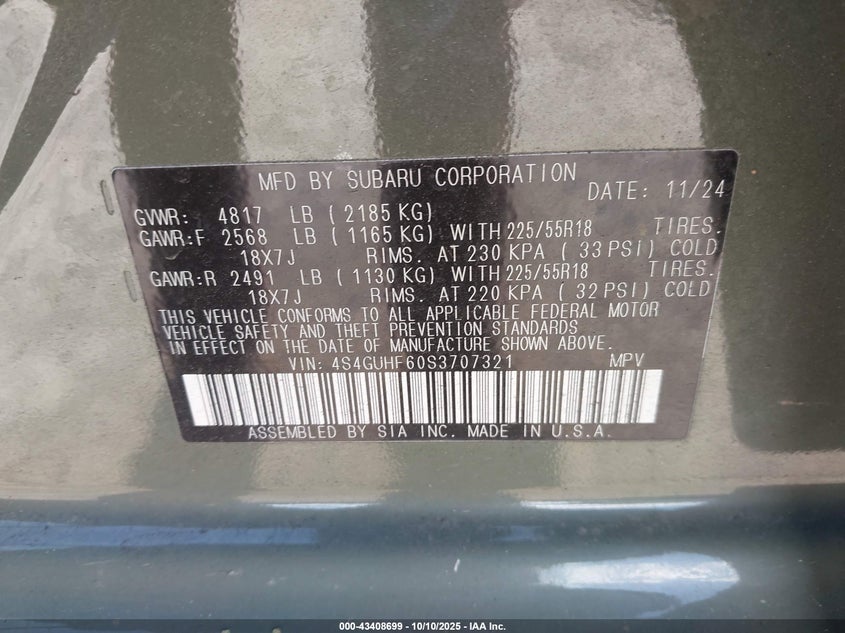 MFD BY SUBARU CORPORATION DATE: 11/24
GVWR: 4817 LB (2185 KG)
GAWR:F 2568 LB (1165 KG) WITH 225/55R18 TIRES.
18X7J RIMS. AT 230 KPA (33 PSI) COLD
GAWR:R 2491 LB (1130 KG) WITH 225/55R18 TIRES.
18X7J RIMS. AT 220 KPA (32 PSI) COLD
THIS VEHICLE CONFORMS TO ALL APPLICABLE FEDERAL MOTOR
VEHICLE SAFETY AND THEFT PREVENTION STANDARDS
IN EFFECT ON THE DATE OF MANUFACTURE SHOWN ABOVE.
VIN: 4S4GUHF60S3707321 MPV
ASSEMBLED BY SIA INC. MADE IN U.S.A.
000-43408699 - 10/10/2025 - IAA Inc.